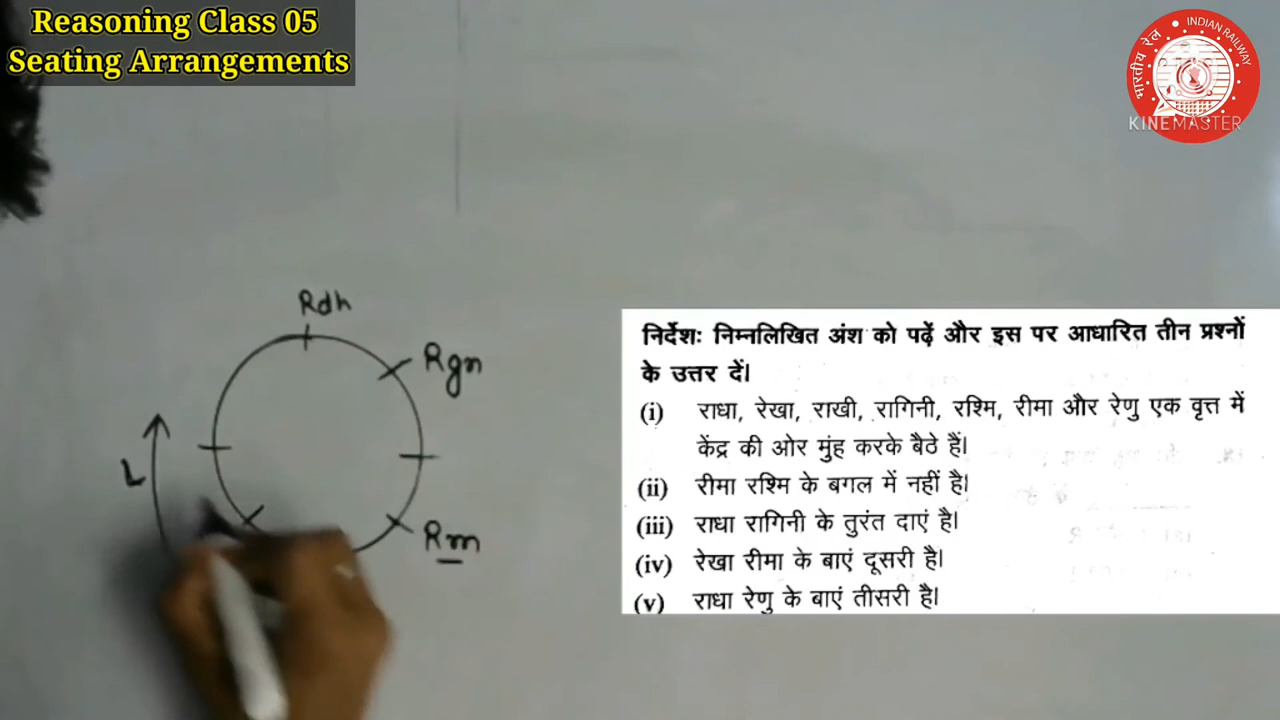 Reasoning Class 05
Seating Arrangements
भारतीय रेल • INDIAN RAILWAY
KINEMASTER
Rdh
Rgn
L
Rm
निर्देशः निम्नलिखित अंश को पढ़ें और इस पर आधारित तीन प्रश्नों
के उत्तर दें।
(i) राधा, रेखा, राखी, रागिनी, रश्मि, रीमा और रेणु एक वृत्त में
केंद्र की ओर मुंह करके बैठे हैं।
(ii) रीमा रश्मि के बगल में नहीं है।
(iii) राधा रागिनी के तुरंत दाएं है।
(iv) रेखा रीमा के बाएं दूसरी है।
(v) राधा रेणु के बाएं तीसरी है।